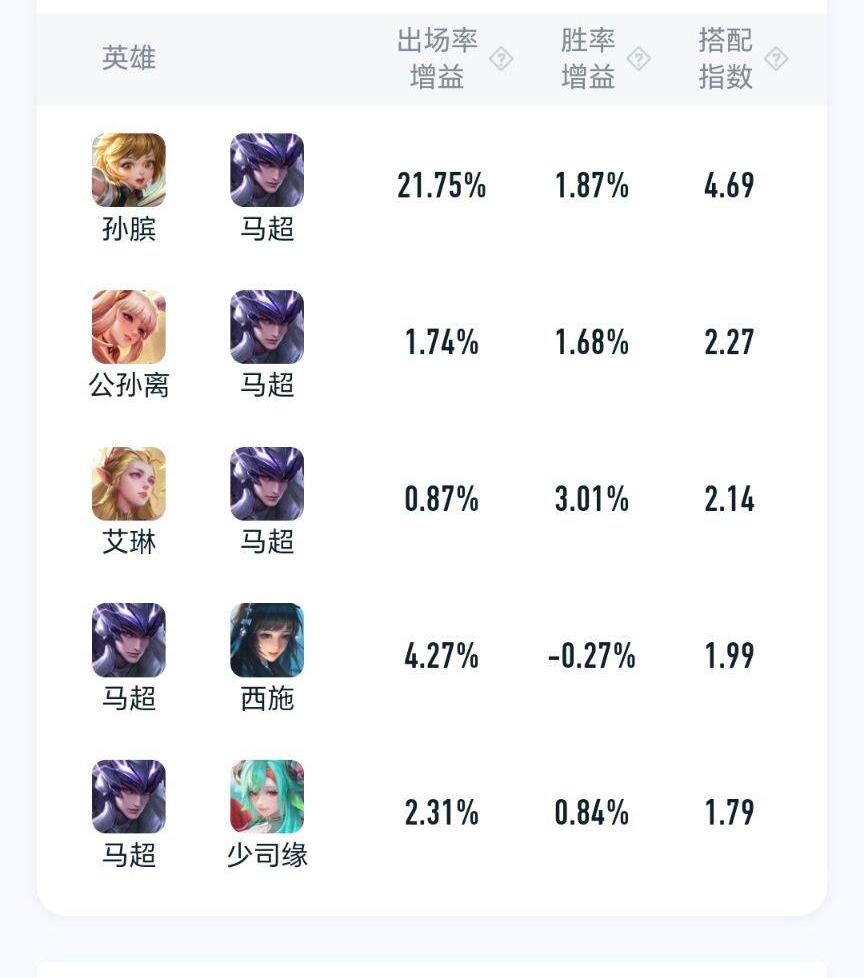 英雄 出场率增益 ? 胜率增益 ? 搭配指数 ?
孙膑 马超 21.75% 1.87% 4.69
公孙离 马超 1.74% 1.68% 2.27
艾琳 马超 0.87% 3.01% 2.14
马超 西施 4.27% -0.27% 1.99
马超 少司缘 2.31% 0.84% 1.79